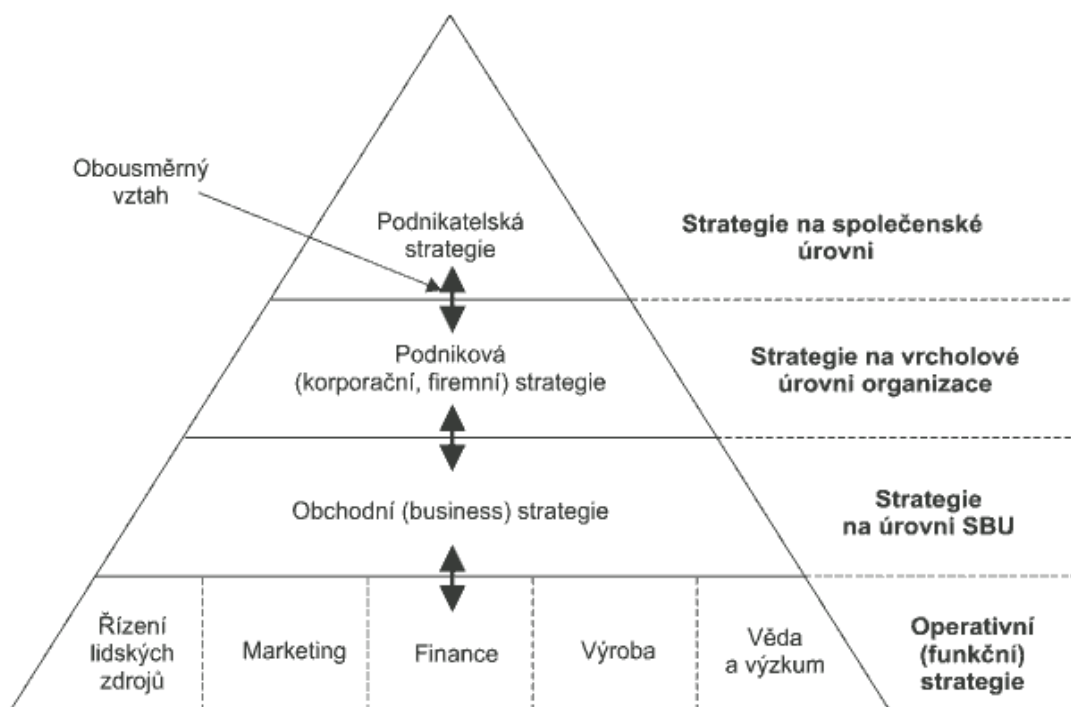 Obousměrný
vztah
Podnikatelská
strategie
Strategie na společenské
úrovni
Podniková
(korporační, firemní) strategie
Strategie na vrcholové
úrovni organizace
Obchodní (business) strategie
Strategie
na úrovni SBU
Řízení
lidských
zdrojů
Marketing
Finance
Výroba
Věda
a výzkum
Operativní
(funkční)
strategie